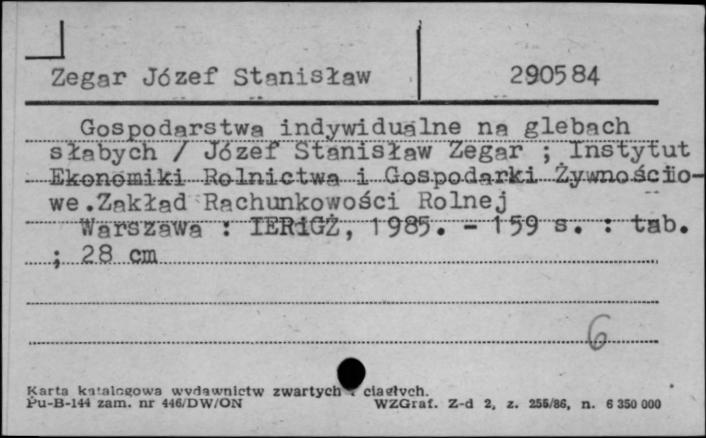 Zegar Józef Stanisław 290584
Gospodarstwa indywidualne na glebach
słabych / Józef Stanisław Zegar ; Instytut
Ekonomiki Rolnictwa i Gospodarki Żywnościo-
we.Zakład Rachunkowości Rolnej
Warszawa : IERiGŻ, 1985. - 159 s. : tab.
; 28 cm
6
Karta katalogowa wydawnictw zwartych i ciągłych.
Pu-B-144 zam. nr 446/DW/ON WZGraf. Z-d 2, z. 256/86, n. 6 350 000